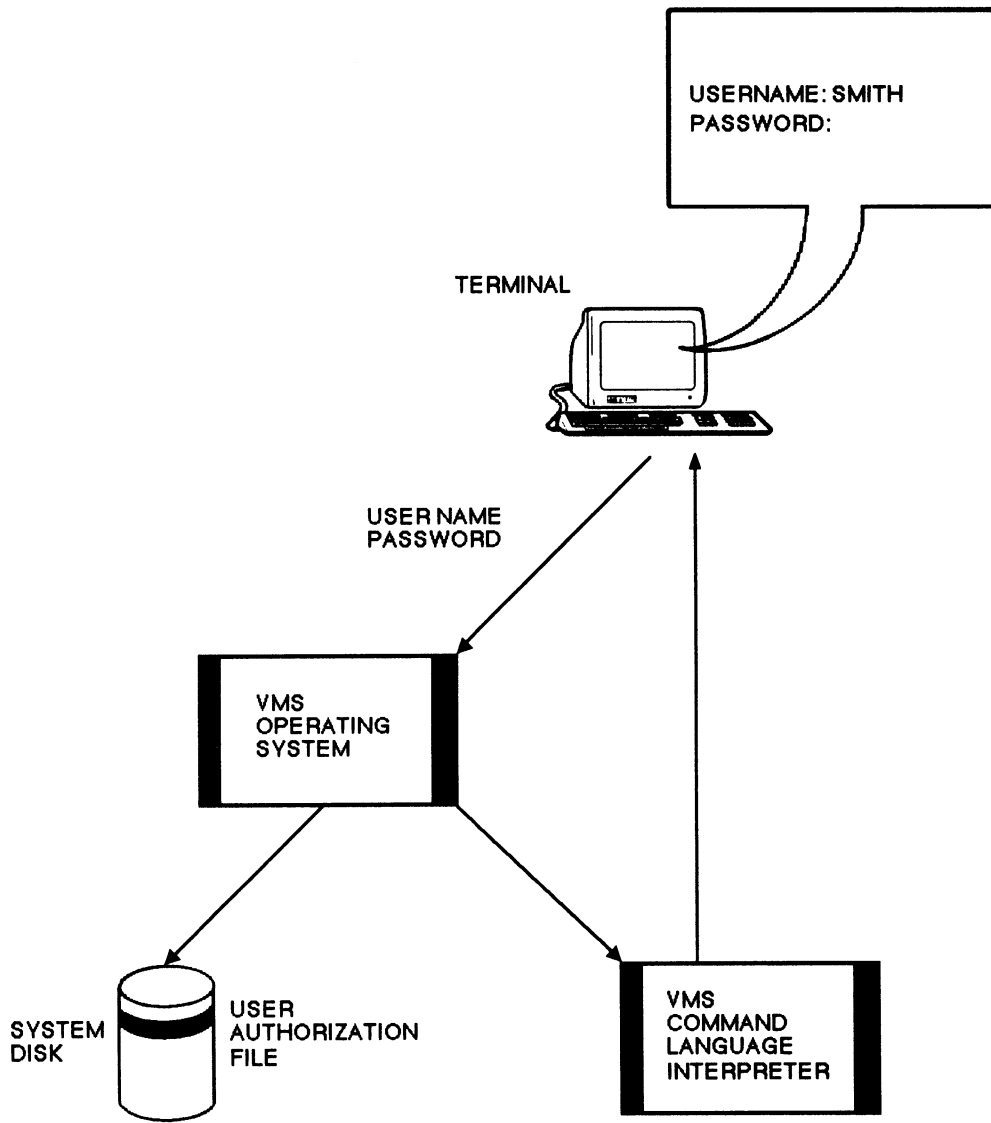 USERNAME: SMITH
PASSWORD:
TERMINAL
USER NAME
PASSWORD
VMS
OPERATING
SYSTEM
SYSTEM
DISK
USER
AUTHORIZATION
FILE
VMS
COMMAND
LANGUAGE
INTERPRETER